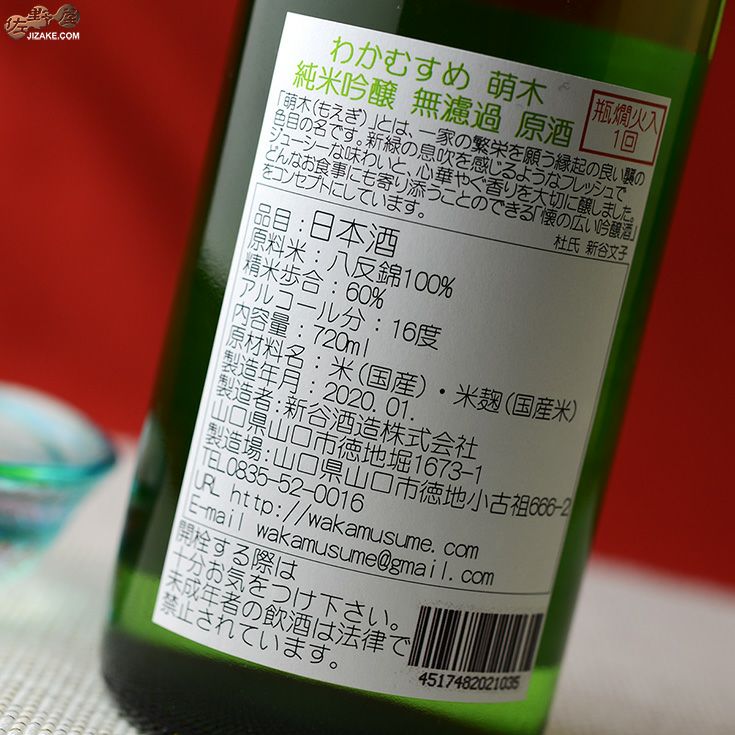 佐野屋
JIZAKE.COM
わかむすめ 萌木
純米吟醸 無濾過 原酒
瓶燗火入
1回
「萌木(もえぎ)」とは、一家の繁栄を願う縁起の良い襲の
色目の名です。新緑の息吹を感じるようなフレッシュで
ジューシーな味わいと、心華やぐ香りを大切に醸しました。
どんなお食事にも寄り添うことのできる「懐の広い吟醸酒」
をコンセプトにしています。
杜氏 新谷文子
品目:日本酒
原料米:八反錦100%
精米歩合:60%
アルコール分:16度
内容量:720ml
原材料名:米(国産)・米麹(国産米)
製造年月:2020.01.
製造者:新谷酒造株式会社
山口県山口市徳地堀1673-1
製造場:山口県山口市徳地小古祖666-2
TEL0835-52-0016
URL http://wakamusume.com
E-mail wakamusume@gmail.com
開栓する際は
十分お気をつけ下さい。
未成年者の飲酒は法律で
禁止されています。
4517482021035